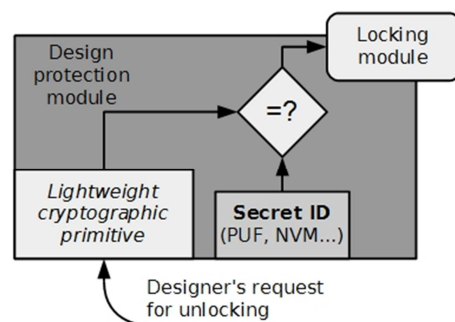 Design
protection
module
Locking
module
=?
Lightweight
cryptographic
primitive
Secret ID
(PUF, NVM...)
Designer's request
for unlocking